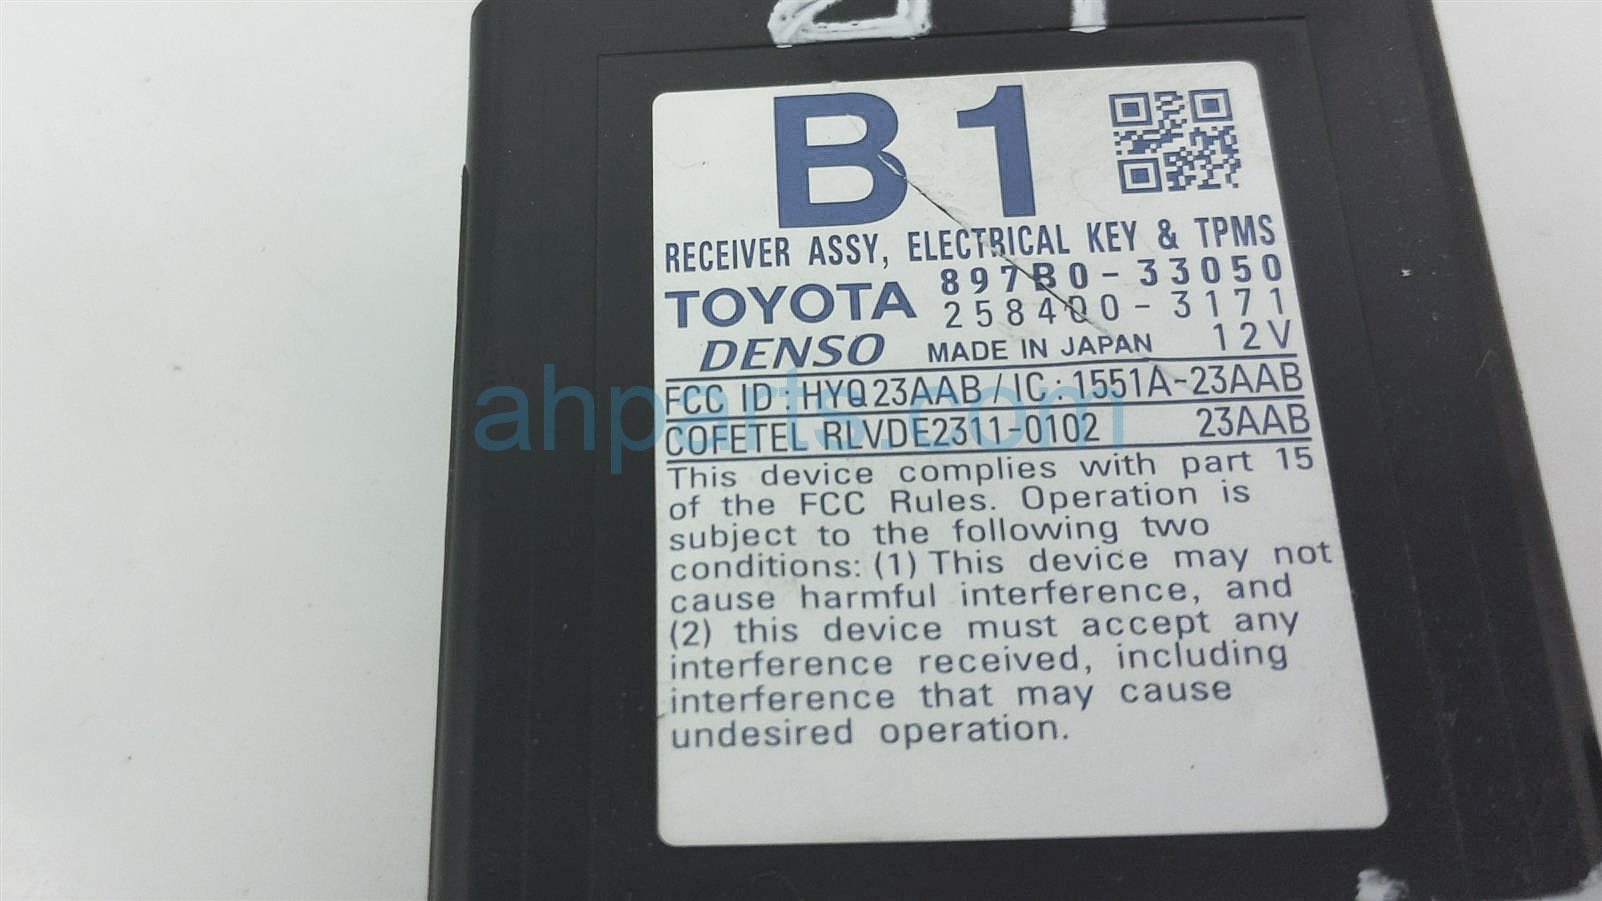 B1
RECEIVER ASSY, ELECTRICAL KEY & TPMS
TOYOTA 897B0-33050
258400-3171
DENSO MADE IN JAPAN 12V
FCC ID:HYQ23AAB/IC:1551A-23AAB
COFETEL RLVDE2311-0102 23AAB
This device complies with part 15
of the FCC Rules. Operation is
subject to the following two
conditions: (1) This device may not
cause harmful interference, and
(2) this device must accept any
interference received, including
interference that may cause
undesired operation.
ahparts.com